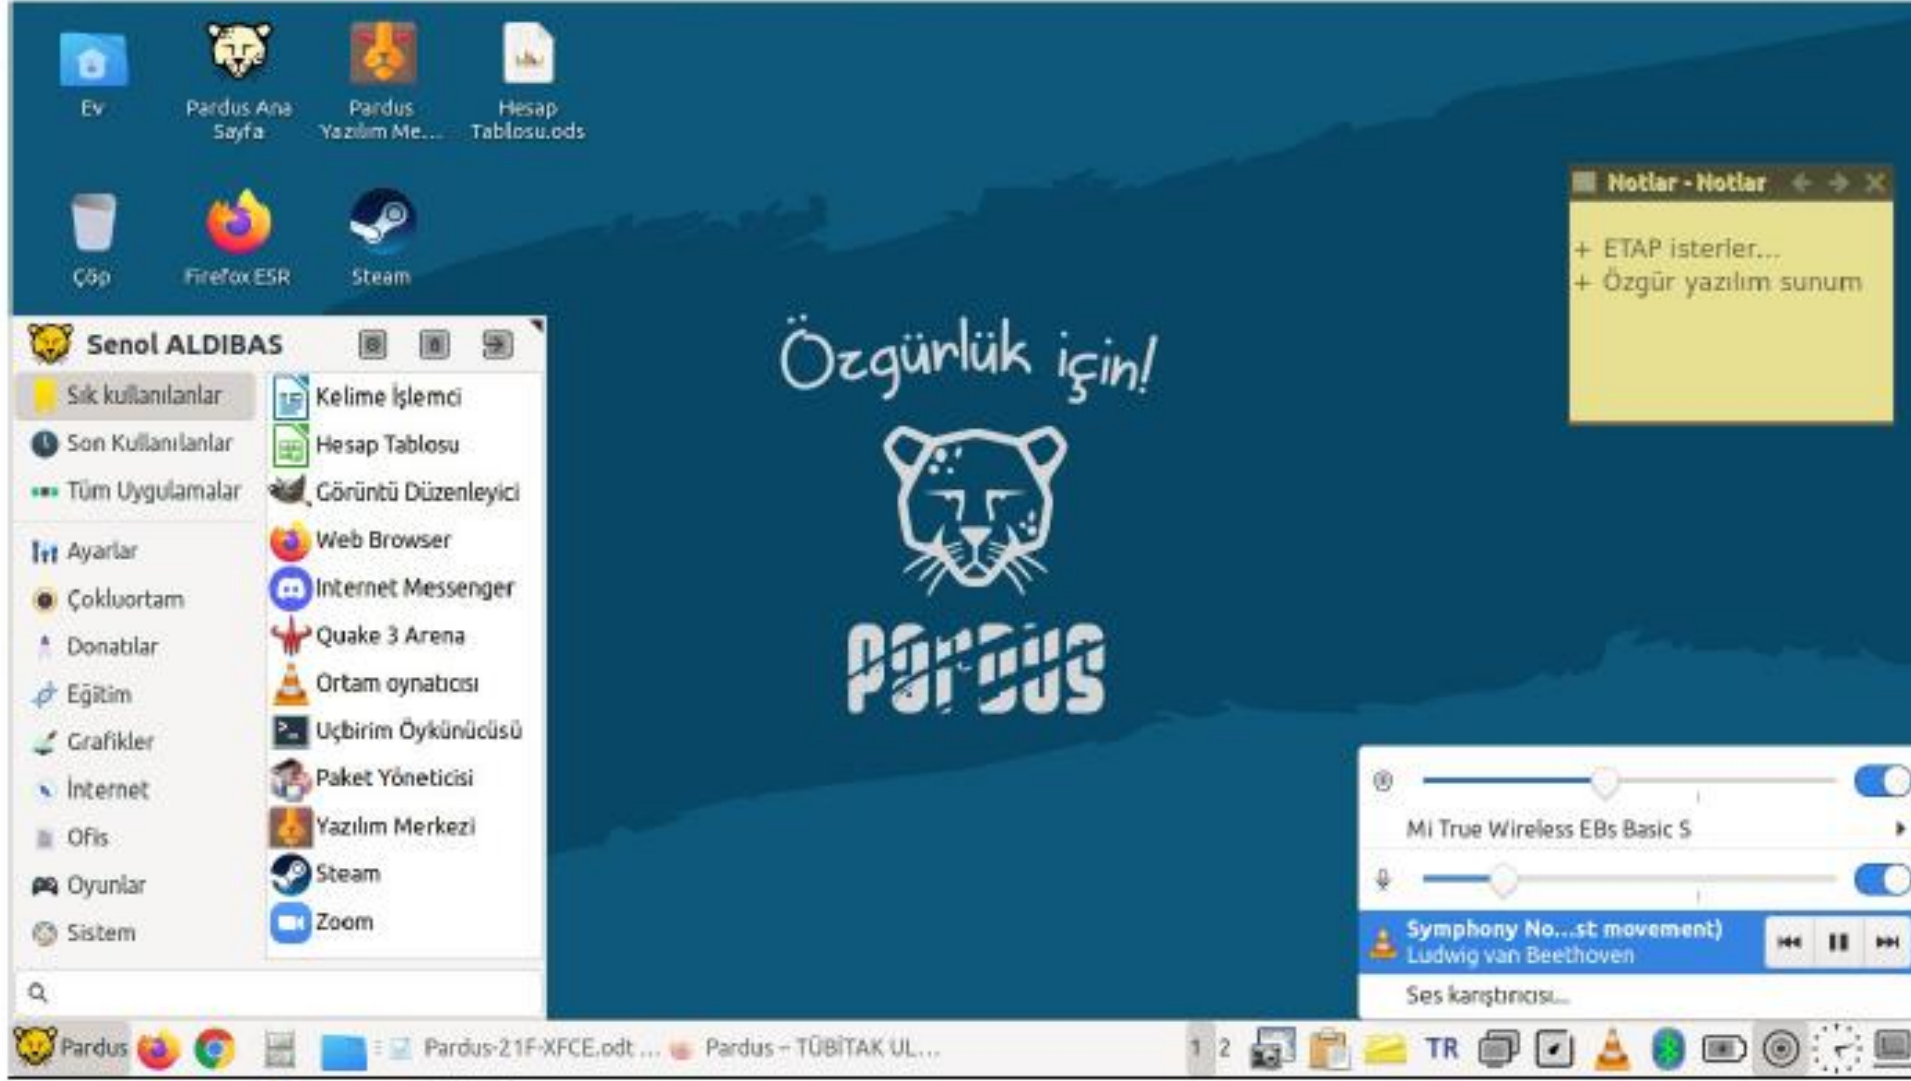 Ev
Pardus Ana
Sayfa
Pardus
Yazılım Me...
Hesap
Tablosu.ods
Çöp
Firefox ESR
Steam
Notlar - Notlar
+ ETAP isterler...
+ Özgür yazılım sunum
Özgürlük için!
PARDUS
Senol ALDIBAS
Sık kullanılanlar
Son Kullanılanlar
Tüm Uygulamalar
Ayarlar
Çokluortam
Donatılar
Eğitim
Grafikler
İnternet
Ofis
Oyunlar
Sistem
Kelime İşlemci
Hesap Tablosu
Görüntü Düzenleyici
Web Browser
Internet Messenger
Quake 3 Arena
Ortam oynatıcısı
Uçbirim Öykünücüsü
Paket Yöneticisi
Yazılım Merkezi
Steam
Zoom
Mi True Wireless EBs Basic S
Symphony No...st movement)
Ludwig van Beethoven
Ses karıştırıcısı...
Pardus
Pardus-21F-XFCE.odt ...
Pardus – TÜBİTAK UL...
1 2
TR